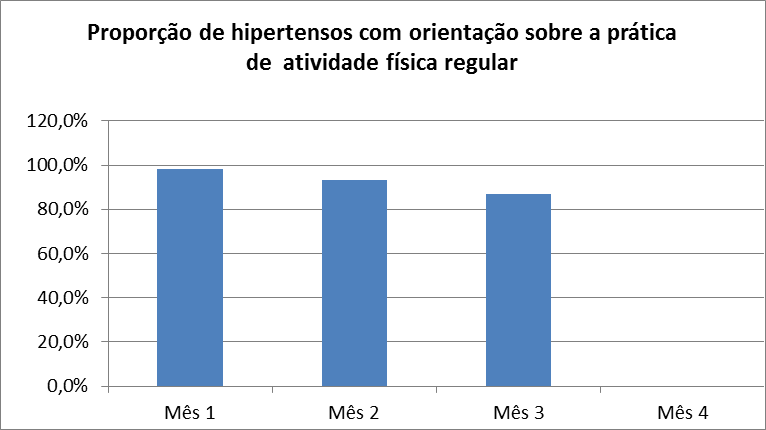 Proporção de hipertensos com orientação sobre a prática
de atividade física regular
120,0%
100,0%
80,0%
60,0%
40,0%
20,0%
0,0%
Mês 1 Mês 2 Mês 3 Mês 4